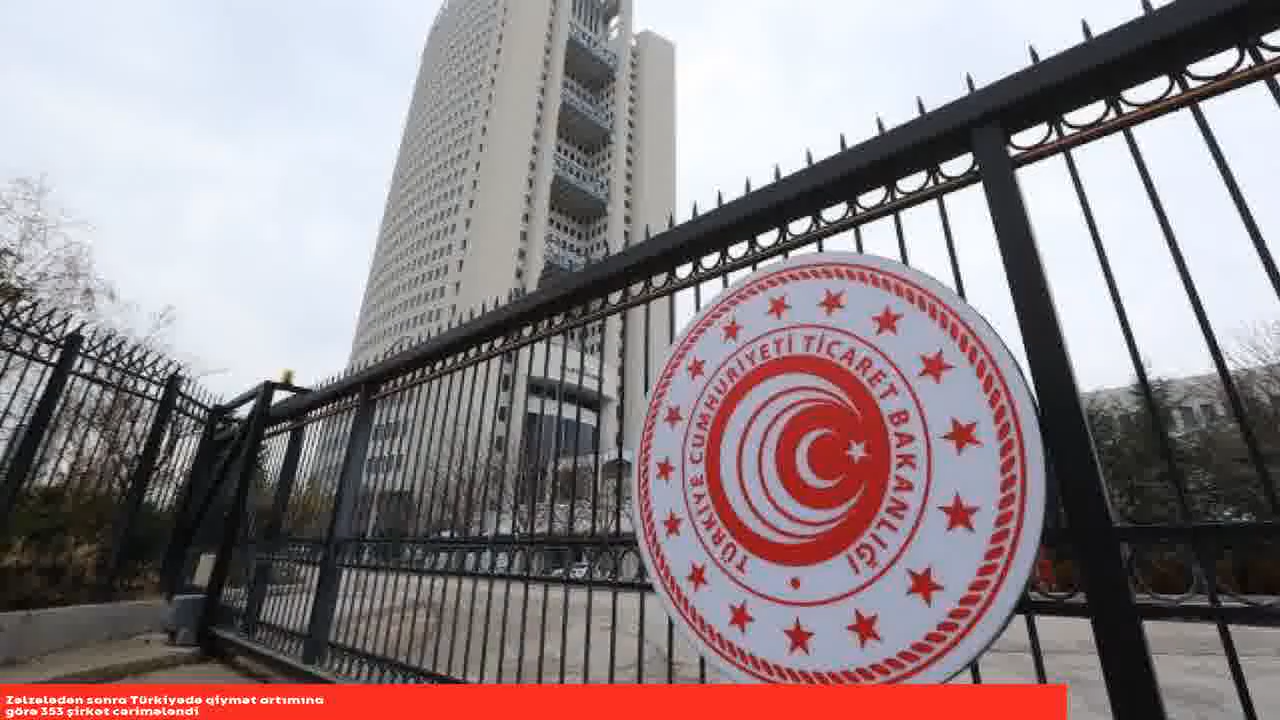 TÜRKİYE CUMHURİYETİ TİCARET BAKANLIĞI
Zəlzələdən sonra Türkiyədə qiymət artımına
görə 353 şirkət cərimələndi